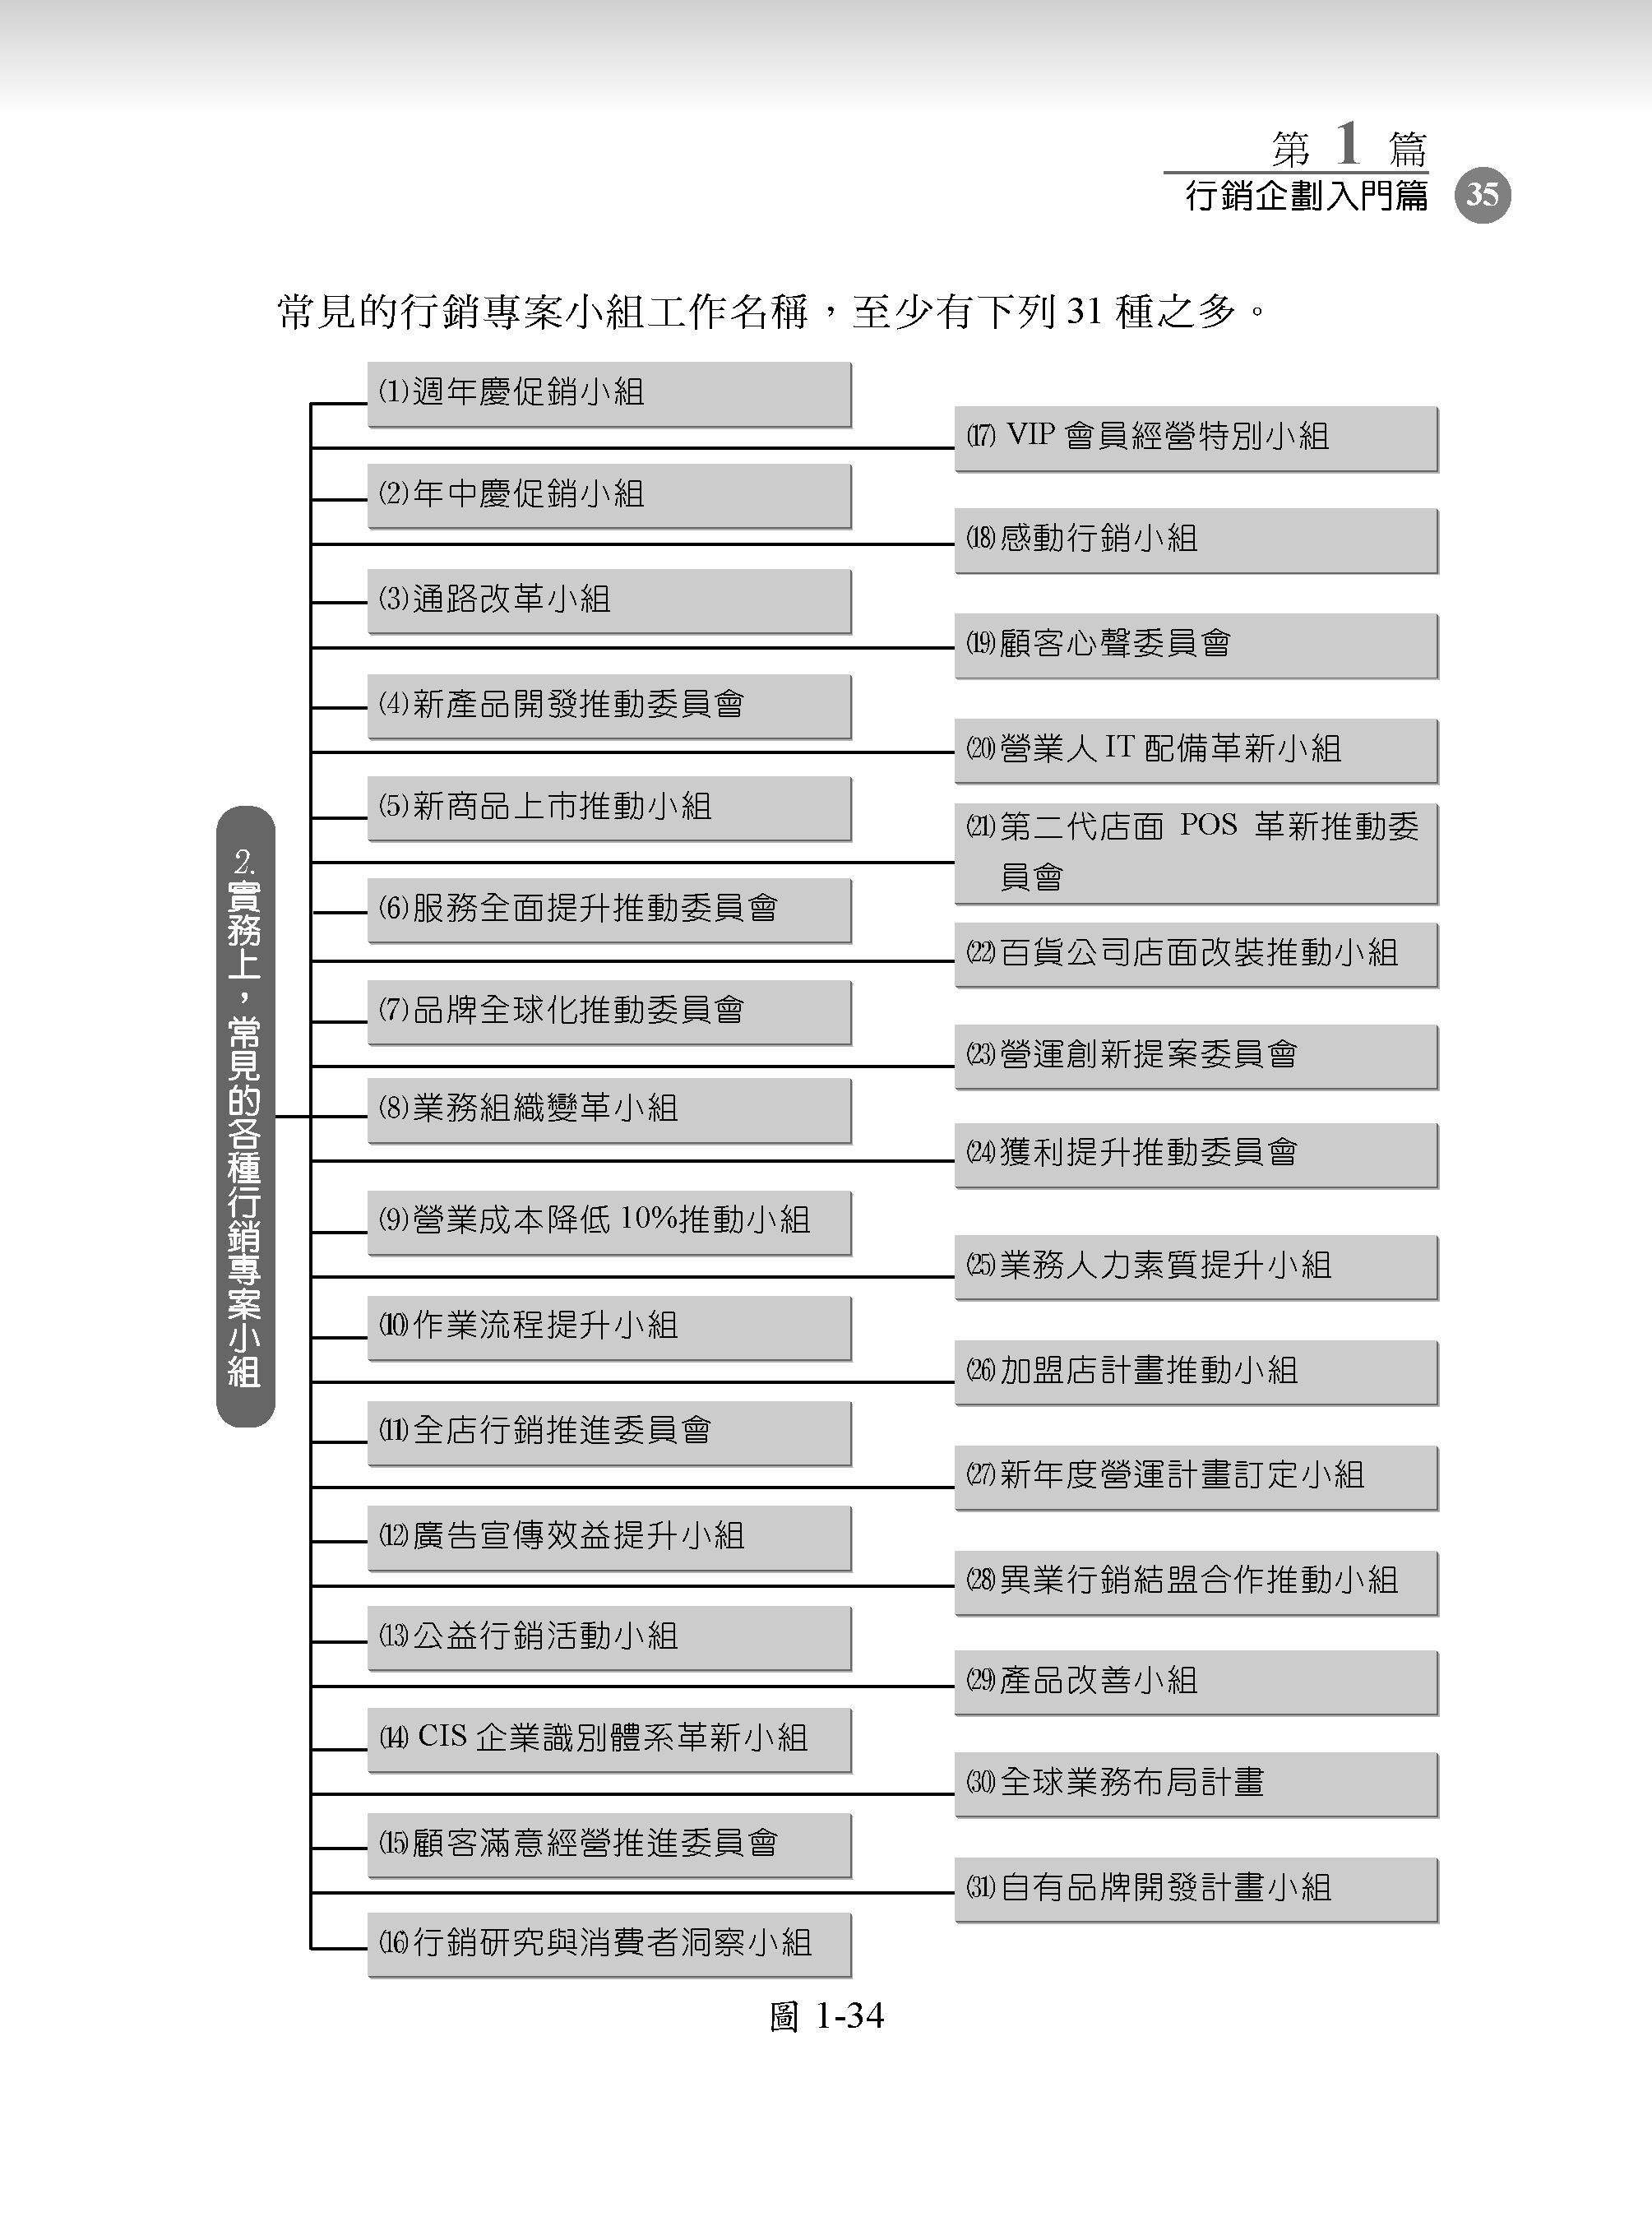 第 1 篇
行銷企劃入門篇 35
常見的行銷專案小組工作名稱，至少有下列 31 種之多。
2.實務上，常見的各種行銷專案小組
(1)週年慶促銷小組
(2)年中慶促銷小組
(3)通路改革小組
(4)新產品開發推動委員會
(5)新商品上市推動小組
(6)服務全面提升推動委員會
(7)品牌全球化推動委員會
(8)業務組織變革小組
(9)營業成本降低 10%推動小組
(10)作業流程提升小組
(11)全店行銷推進委員會
(12)廣告宣傳效益提升小組
(13)公益行銷活動小組
(14) CIS 企業識別體系革新小組
(15)顧客滿意經營推進委員會
(16)行銷研究與消費者洞察小組
(17) VIP 會員經營特別小組
(18)感動行銷小組
(19)顧客心聲委員會
(20)營業人 IT 配備革新小組
(21)第二代店面 POS 革新推動委
員會
(22)百貨公司店面改裝推動小組
(23)營運創新提案委員會
(24)獲利提升推動委員會
(25)業務人力素質提升小組
(26)加盟店計畫推動小組
(27)新年度營運計畫訂定小組
(28)異業行銷結盟合作推動小組
(29)產品改善小組
(30)全球業務布局計畫
(31)自有品牌開發計畫小組
圖 1-34